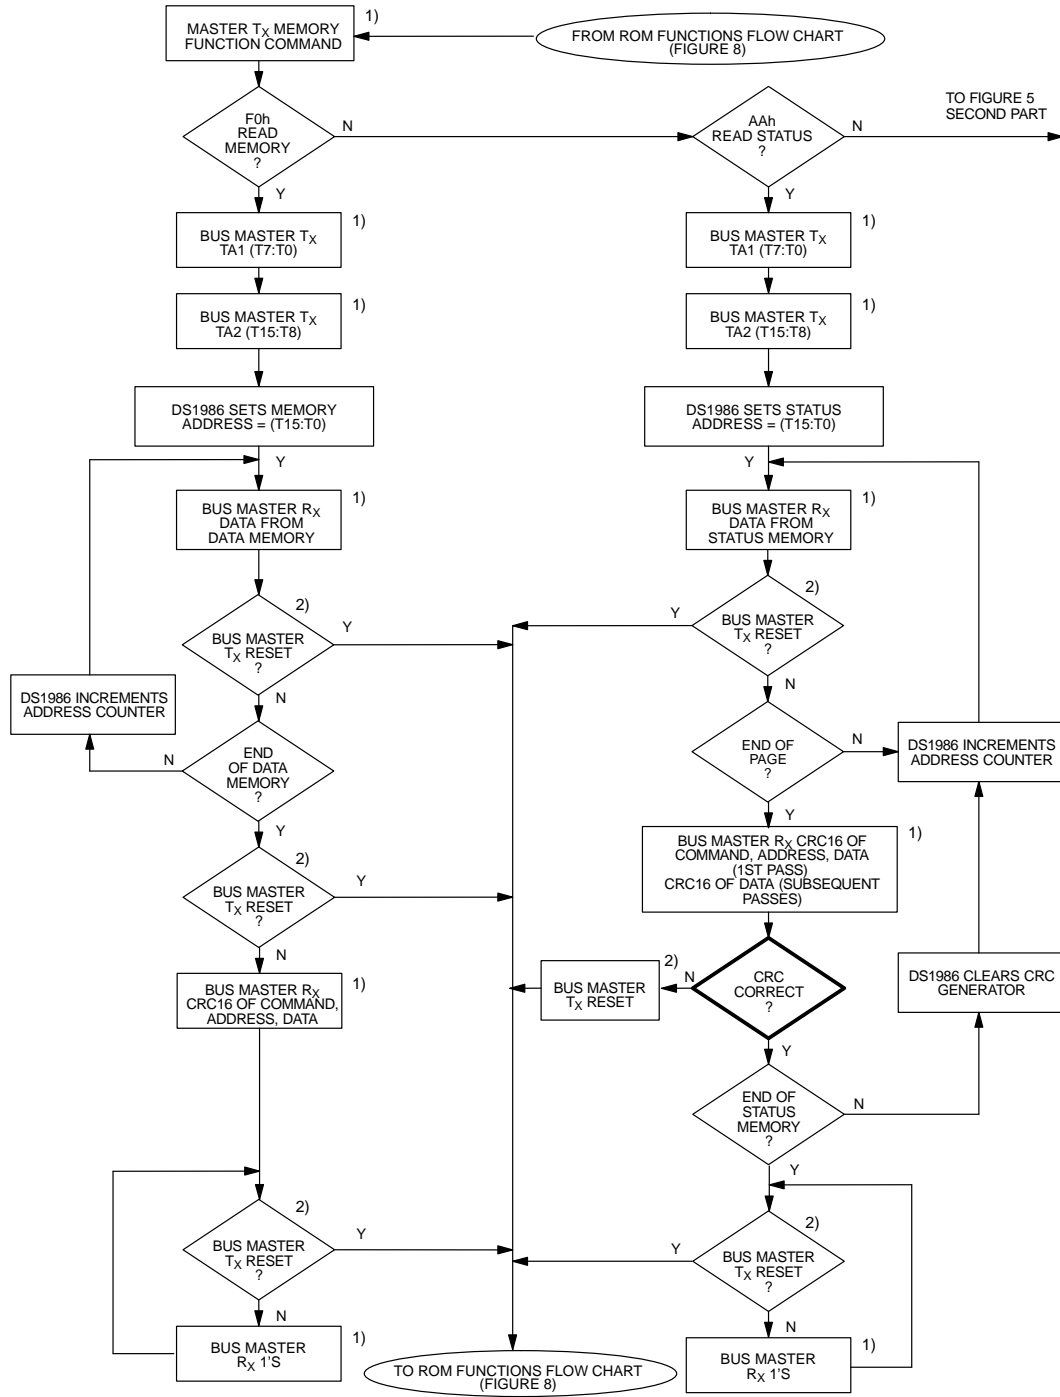 MASTER TX MEMORY
FUNCTION COMMAND
1)
FROM ROM FUNCTIONS FLOW CHART
(FIGURE 8)
F0h
READ
MEMORY
?
N
Y
AAh
READ STATUS
?
N
Y
TO FIGURE 5
SECOND PART
BUS MASTER TX
TA1 (T7:T0)
1)
BUS MASTER TX
TA2 (T15:T8)
1)
DS1986 SETS MEMORY
ADDRESS = (T15:T0)
Y
BUS MASTER RX
DATA FROM
DATA MEMORY
1)
BUS MASTER
TX RESET
?
2)
Y
N
DS1986 INCREMENTS
ADDRESS COUNTER
END
OF DATA
MEMORY
?
N
Y
BUS MASTER
TX RESET
?
2)
Y
N
BUS MASTER RX
CRC16 OF COMMAND,
ADDRESS, DATA
1)
BUS MASTER
TX RESET
?
2)
Y
N
BUS MASTER
RX 1'S
1)
BUS MASTER TX
TA1 (T7:T0)
1)
BUS MASTER TX
TA2 (T15:T8)
1)
DS1986 SETS STATUS
ADDRESS = (T15:T0)
Y
BUS MASTER RX
DATA FROM
STATUS MEMORY
1)
BUS MASTER
TX RESET
?
2)
Y
N
END OF
PAGE
?
N
Y
DS1986 INCREMENTS
ADDRESS COUNTER
BUS MASTER RX CRC16 OF
COMMAND, ADDRESS, DATA
(1ST PASS)
CRC16 OF DATA (SUBSEQUENT
PASSES)
1)
CRC
CORRECT
?
N
Y
BUS MASTER
TX RESET
2)
DS1986 CLEARS CRC
GENERATOR
END OF
STATUS
MEMORY
?
N
Y
BUS MASTER
TX RESET
?
2)
Y
N
BUS MASTER
RX 1'S
1)
TO ROM FUNCTIONS FLOW CHART
(FIGURE 8)